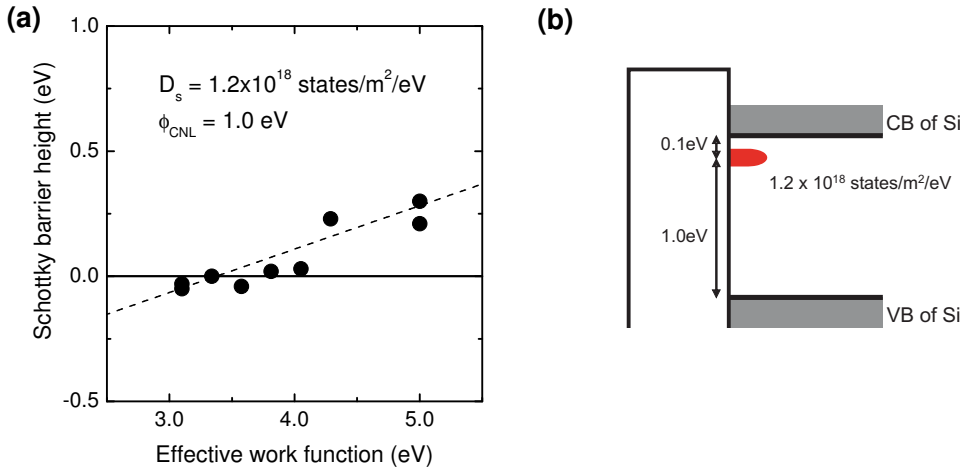 (a)
1.0
0.5
0.0
-0.5
Schottky barrier height (eV)
D_s = 1.2x10^18 states/m^2/eV
ϕ_CNL = 1.0 eV
3.0
4.0
5.0
Effective work function (eV)
(b)
CB of Si
0.1eV
1.2 x 10^18 states/m^2/eV
1.0eV
VB of Si